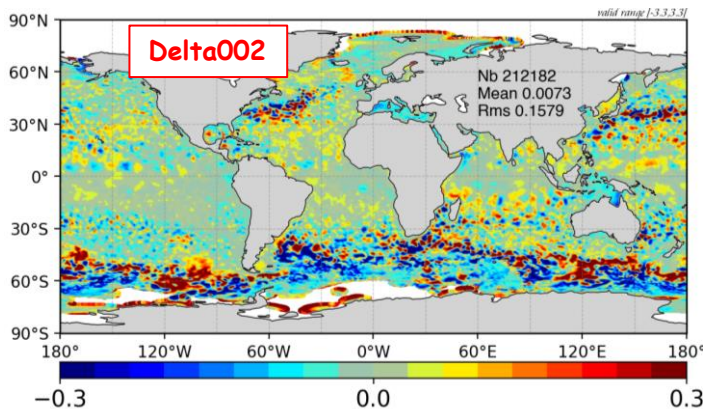 valid range [-3.3,3.3]
Delta002
Nb 212182
Mean 0.0073
Rms 0.1579
90°N
60°N
30°N
0°
30°S
60°S
90°S
180° 120°W 60°W 0°W 60°E 120°E 180°
−0.3 0.0 0.3